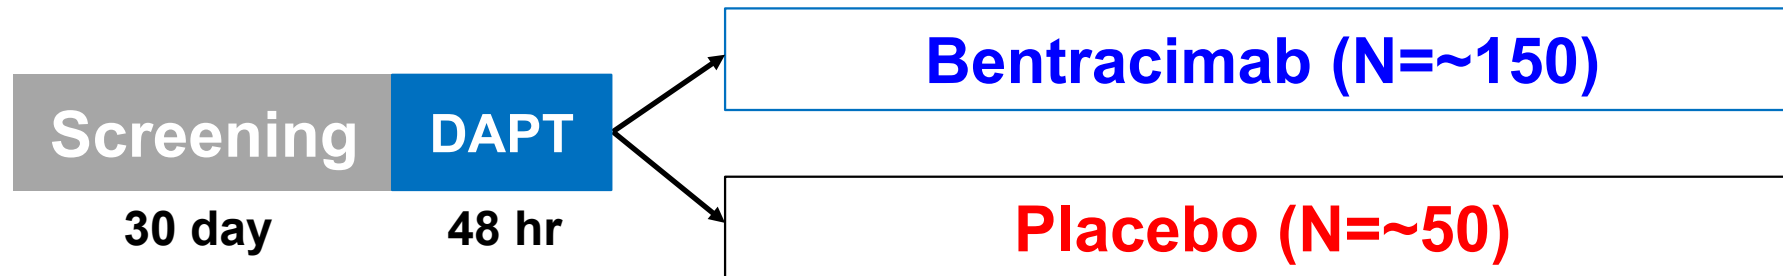 Screening
DAPT
30 day
48 hr
Bentracimab (N=~150)
Placebo (N=~50)